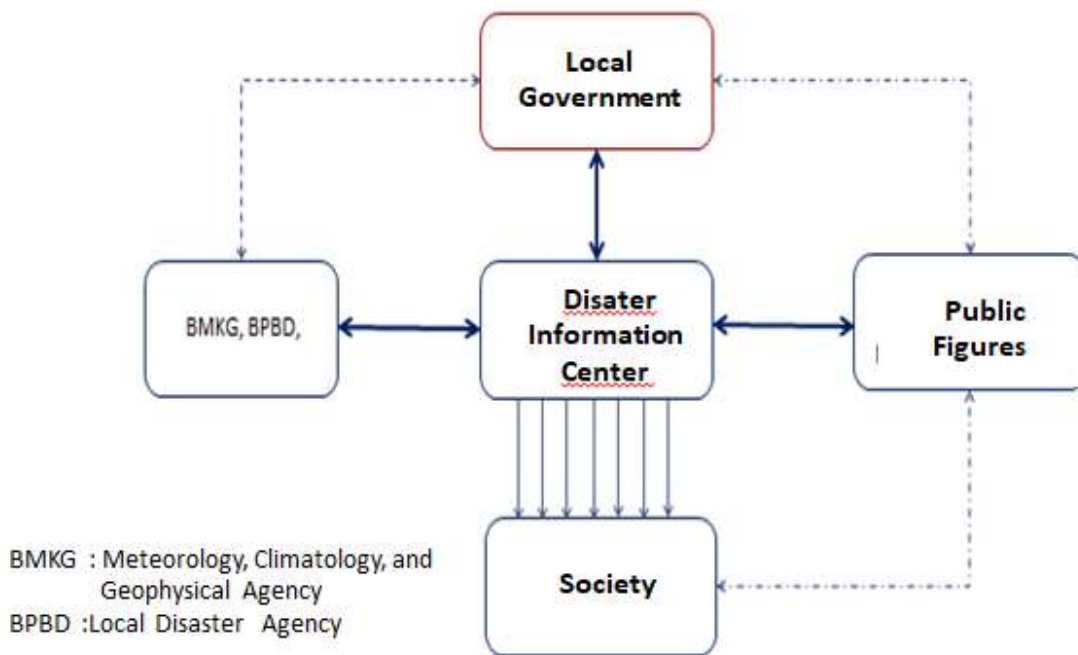 Local
Government
BMKG, BPBD,
Disater
Information
Center
Public
Figures
Society
BMKG : Meteorology, Climatology, and
Geophysical Agency
BPBD :Local Disaster Agency